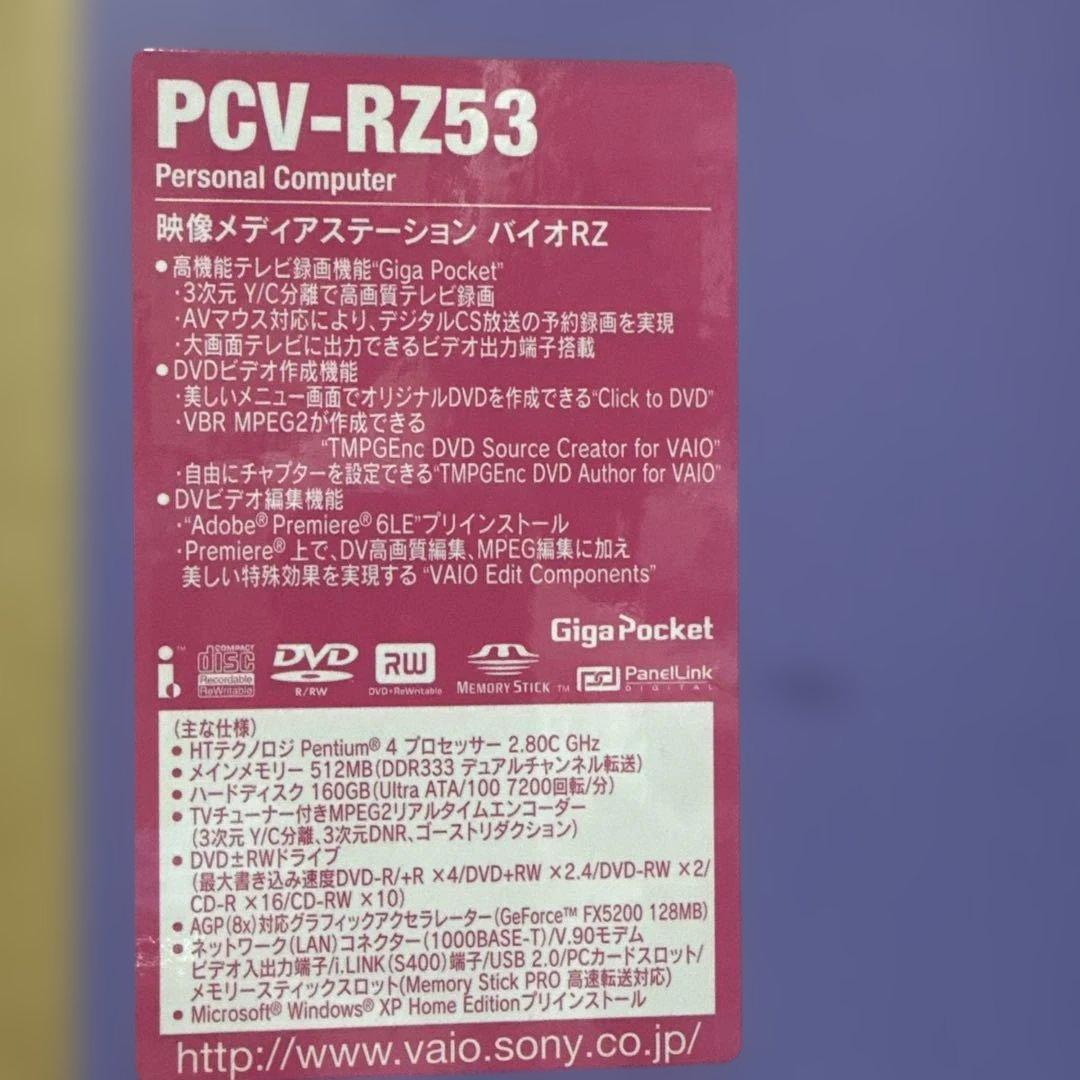 PCV-RZ53
Personal Computer
映像メディアステーション バイオRZ
●高機能テレビ録画機能“Giga Pocket”
・3次元 Y/C分離で高画質テレビ録画
・AVマウス対応により、デジタルCS放送の予約録画を実現
・大画面テレビに出力できるビデオ出力端子搭載
●DVDビデオ作成機能
・美しいメニュー画面でオリジナルDVDを作成できる“Click to DVD”
・VBR MPEG2が作成できる
“TMPGEnc DVD Source Creator for VAIO”
・自由にチャプターを設定できる“TMPGEnc DVD Author for VAIO”
●DVビデオ編集機能
・“Adobe® Premiere® 6LE”プリインストール
・Premiere® 上で、DV高画質編集、MPEG編集に加え
美しい特殊効果を実現する “VAIO Edit Components”
Giga Pocket
i ™ COMPACT disc Recordable ReWritable DVD R/RW RW DVD+ReWritable MEMORY STICK ™ PanelLink DIGITAL
(主な仕様)
● HTテクノロジ Pentium® 4 プロセッサー 2.80C GHz
● メインメモリー 512MB(DDR333 デュアルチャンネル転送)
● ハードディスク 160GB(Ultra ATA/100 7200回転/分)
● TVチューナー付きMPEG2リアルタイムエンコーダー
(3次元 Y/C分離、3次元DNR、ゴーストリダクション)
● DVD±RWドライブ
(最大書き込み速度DVD-R/+R ×4/DVD+RW ×2.4/DVD-RW ×2/
CD-R ×16/CD-RW ×10)
● AGP(8x)対応グラフィックアクセラレーター(GeForce™ FX5200 128MB)
● ネットワーク(LAN)コネクター(1000BASE-T)/V.90モデム
ビデオ入出力端子/i.LINK(S400)端子/USB 2.0/PCカードスロット/
メモリースティックスロット(Memory Stick PRO 高速転送対応)
● Microsoft® Windows® XP Home Editionプリインストール
http://www.vaio.sony.co.jp/